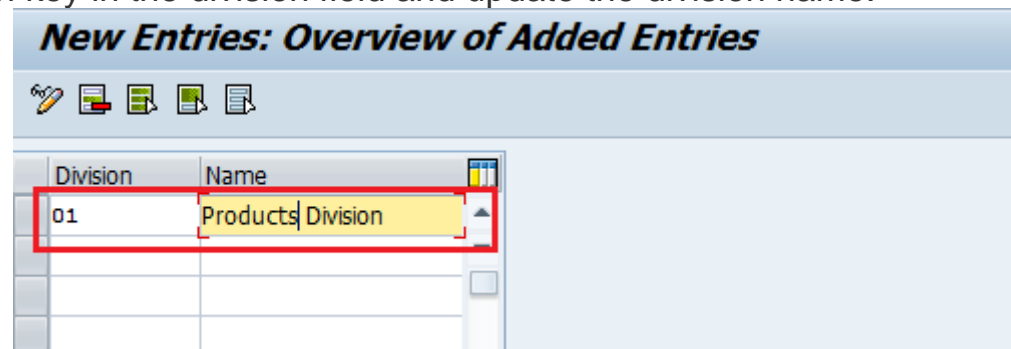 key in the division field and update the division name.
New Entries: Overview of Added Entries
Division Name
01 Products Division